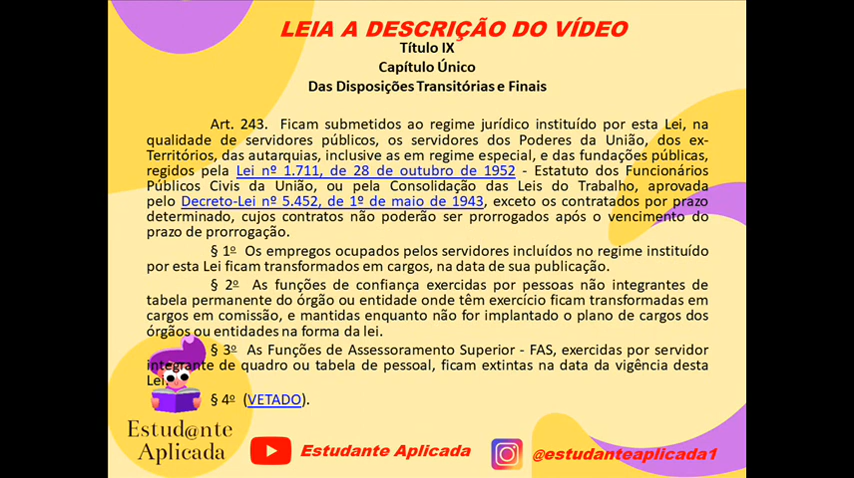 LEIA A DESCRIÇÃO DO VÍDEO
Título IX
Capítulo Único
Das Disposições Transitórias e Finais
Art. 243. Ficam submetidos ao regime jurídico instituído por esta Lei, na
qualidade de servidores públicos, os servidores dos Poderes da União, dos ex-
Territórios, das autarquias, inclusive as em regime especial, e das fundações públicas,
regidos pela Lei nº 1.711, de 28 de outubro de 1952 - Estatuto dos Funcionários
Públicos Civis da União, ou pela Consolidação das Leis do Trabalho, aprovada
pelo Decreto-Lei nº 5.452, de 1º de maio de 1943, exceto os contratados por prazo
determinado, cujos contratos não poderão ser prorrogados após o vencimento do
prazo de prorrogação.
§ 1º Os empregos ocupados pelos servidores incluídos no regime instituído
por esta Lei ficam transformados em cargos, na data de sua publicação.
§ 2º As funções de confiança exercidas por pessoas não integrantes de
tabela permanente do órgão ou entidade onde têm exercício ficam transformadas em
cargos em comissão, e mantidas enquanto não for implantado o plano de cargos dos
órgãos ou entidades na forma da lei.
§ 3º As Funções de Assessoramento Superior - FAS, exercidas por servidor
integrante de quadro ou tabela de pessoal, ficam extintas na data da vigência desta
Lei.
§ 4º (VETADO).
Estud@nte
Aplicada
Estudante Aplicada
@estudanteaplicada1